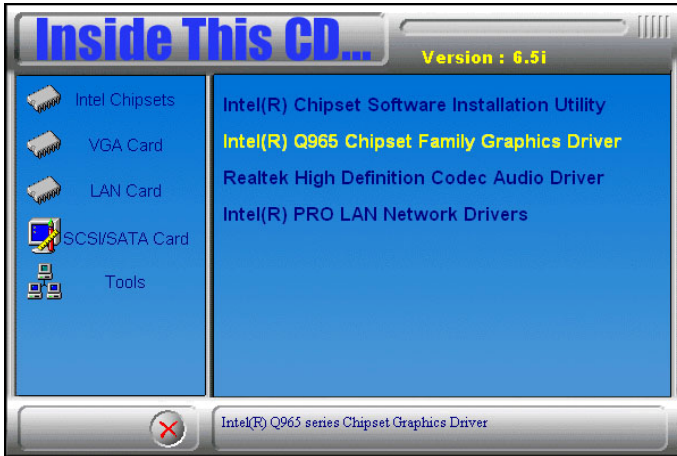 Inside This CD...
Version : 6.5i
Intel Chipsets
VGA Card
LAN Card
SCSI/SATA Card
Tools
Intel(R) Chipset Software Installation Utility
Intel(R) Q965 Chipset Family Graphics Driver
Realtek High Definition Codec Audio Driver
Intel(R) PRO LAN Network Drivers
Intel(R) Q965 series Chipset Graphics Driver